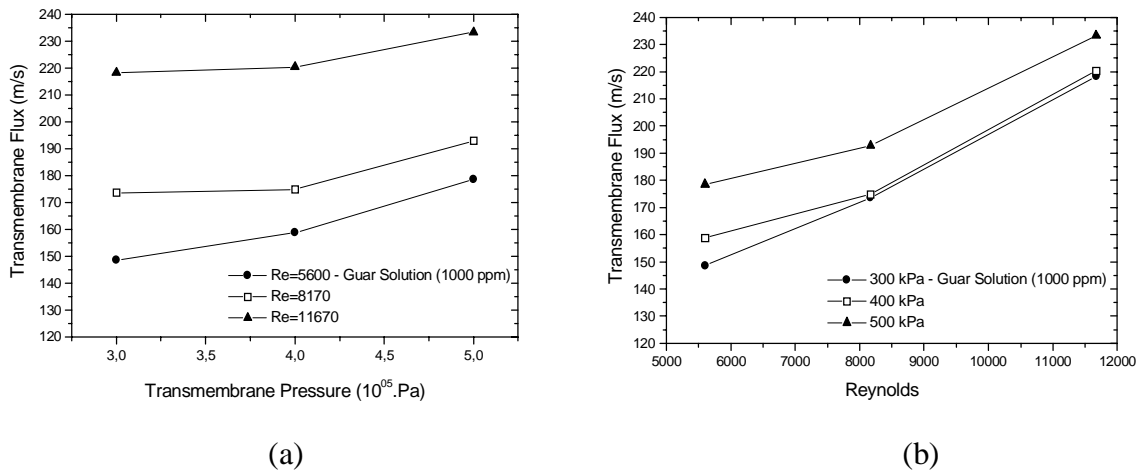 240
230
220
210
200
190
180
170
160
150
140
130
120
Transmembrane Flux (m/s)
Re=5600 - Guar Solution (1000 ppm)
Re=8170
Re=11670
3,0 3,5 4,0 4,5 5,0
Transmembrane Pressure (10⁰⁵.Pa)
(a)
240
230
220
210
200
190
180
170
160
150
140
130
120
Transmembrane Flux (m/s)
300 kPa - Guar Solution (1000 ppm)
400 kPa
500 kPa
5000 6000 7000 8000 9000 10000 11000 12000
Reynolds
(b)